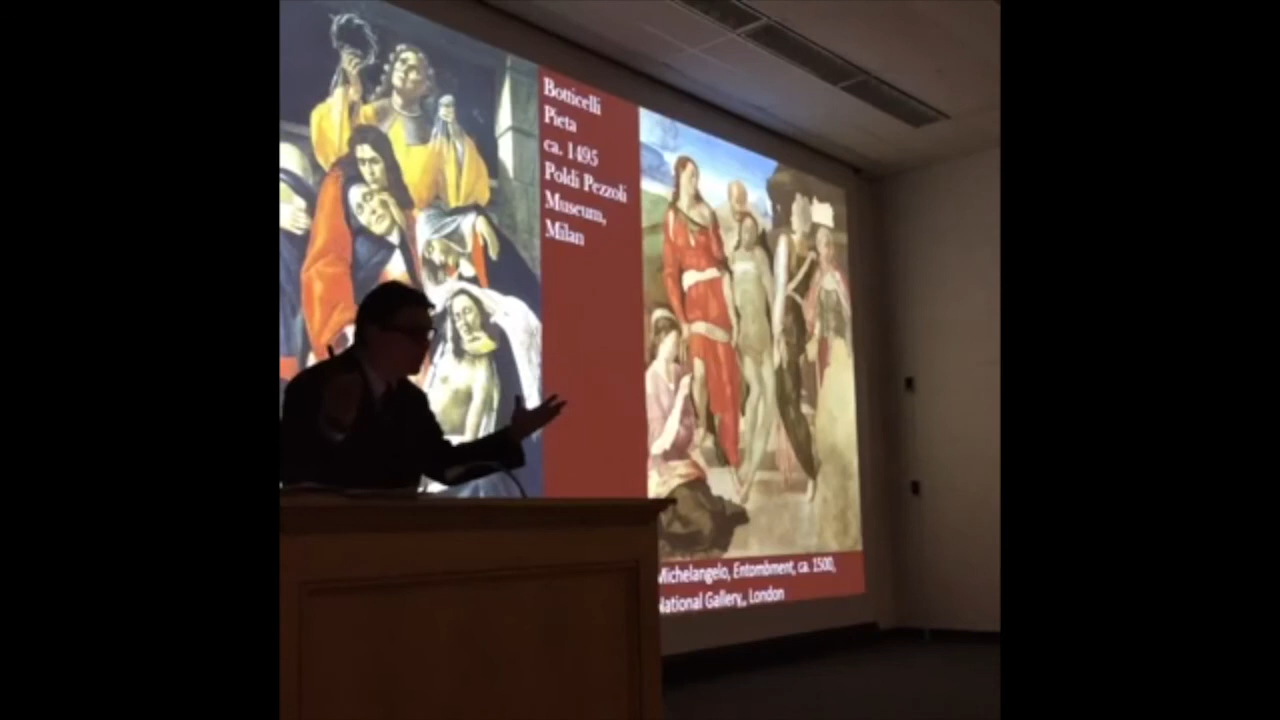 Botticelli
Pieta
ca. 1495
Poldi Pezzoli
Museum,
Milan
Michelangelo, Entombment, ca. 1500,
National Gallery,, London